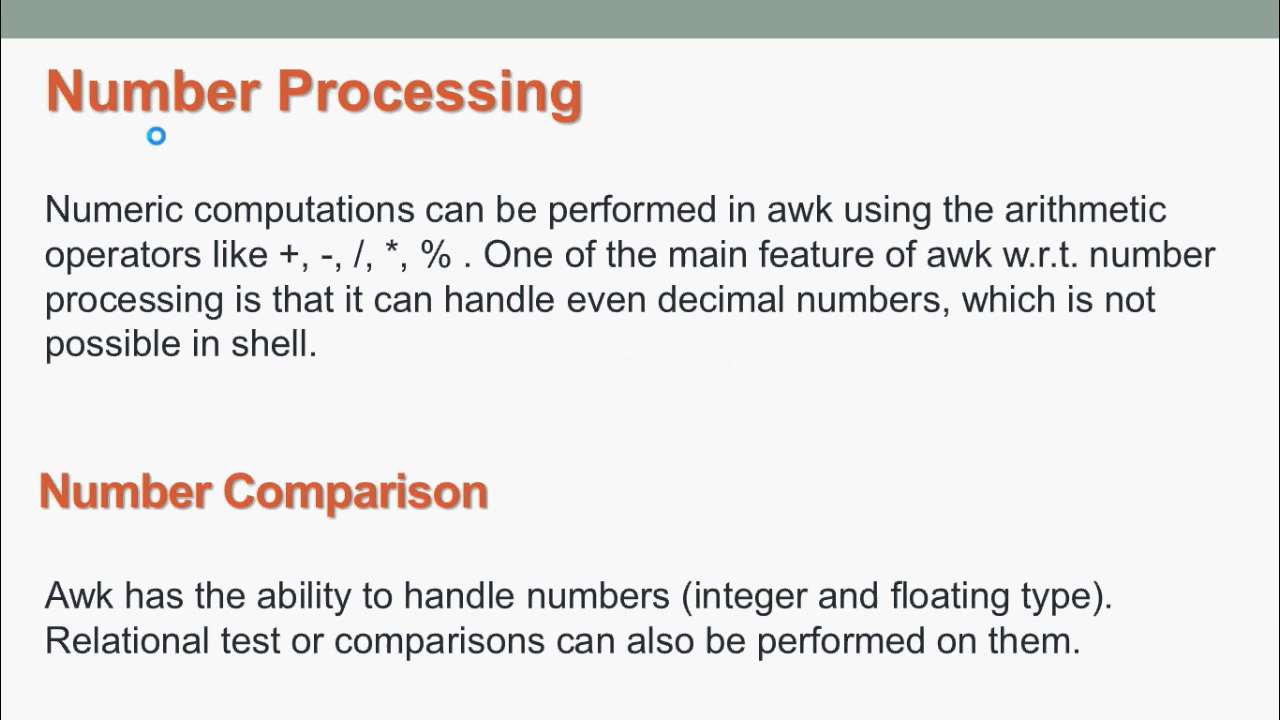 Number Processing
Numeric computations can be performed in awk using the arithmetic
operators like +, -, /, *, % . One of the main feature of awk w.r.t. number
processing is that it can handle even decimal numbers, which is not
possible in shell.
Number Comparison
Awk has the ability to handle numbers (integer and floating type).
Relational test or comparisons can also be performed on them.